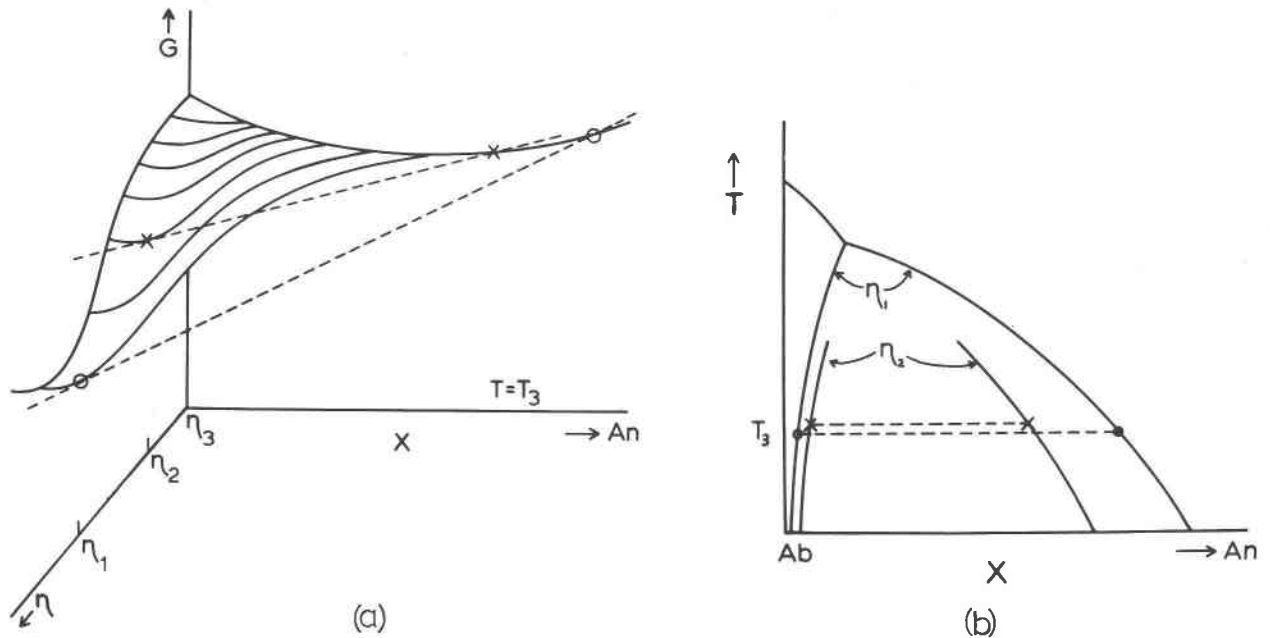 G
T = T₃
η₃
X
→ An
η₂
η₁
η
(a)
T
η₁
η₂
T₃
Ab
→ An
X
(b)